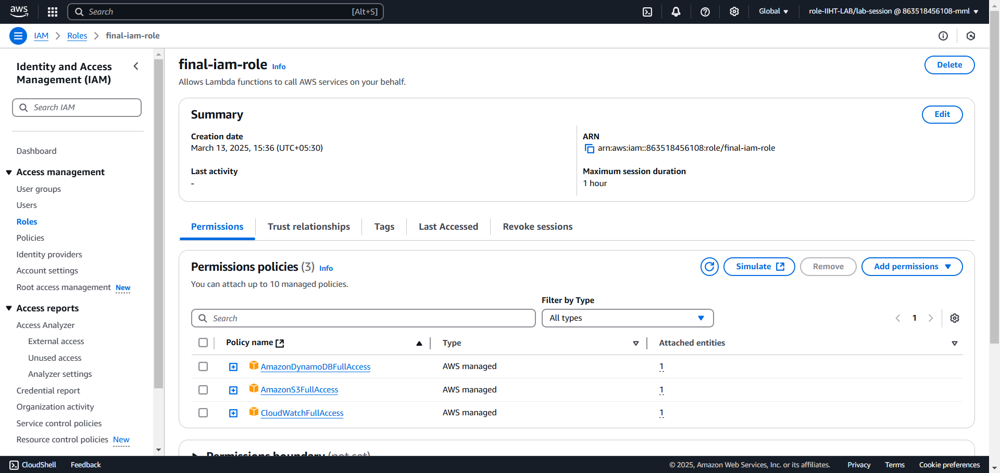 aws
Search [Alt+S]
Global
role-IIHT-LAB/lab-session @ 863518456108-mml
IAM
Roles
final-iam-role
Identity and Access
Management (IAM)
Search IAM
Dashboard
Access management
User groups
Users
Roles
Policies
Identity providers
Account settings
Root access management New
Access reports
Access Analyzer
External access
Unused access
Analyzer settings
Credential report
Organization activity
Service control policies
Resource control policies New
final-iam-role Info
Delete
Allows Lambda functions to call AWS services on your behalf.
Summary
Edit
Creation date
March 13, 2025, 15:36 (UTC+05:30)
ARN
arn:aws:iam::863518456108:role/final-iam-role
Last activity
-
Maximum session duration
1 hour
Permissions
Trust relationships
Tags
Last Accessed
Revoke sessions
Permissions policies (3) Info
Simulate
Remove
Add permissions
You can attach up to 10 managed policies.
Filter by Type
Search
All types
1
Policy name
Type
Attached entities
AmazonDynamoDBFullAccess AWS managed 1
AmazonS3FullAccess AWS managed 1
CloudWatchFullAccess AWS managed 1
Permissions boundary (not set)
CloudShell
Feedback
© 2025, Amazon Web Services, Inc. or its affiliates.
Privacy
Terms
Cookie preferences